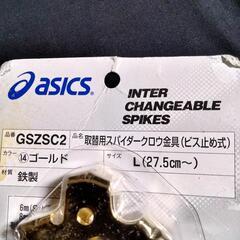 asics
INTER
CHANGEABLE
SPIKES
品番 GSZSC2
品名 取替用スパイダークロウ金具(ビス止め式)
カラー ⑭ゴールド
サイズ L(27.5cm〜)
材質 鉄製